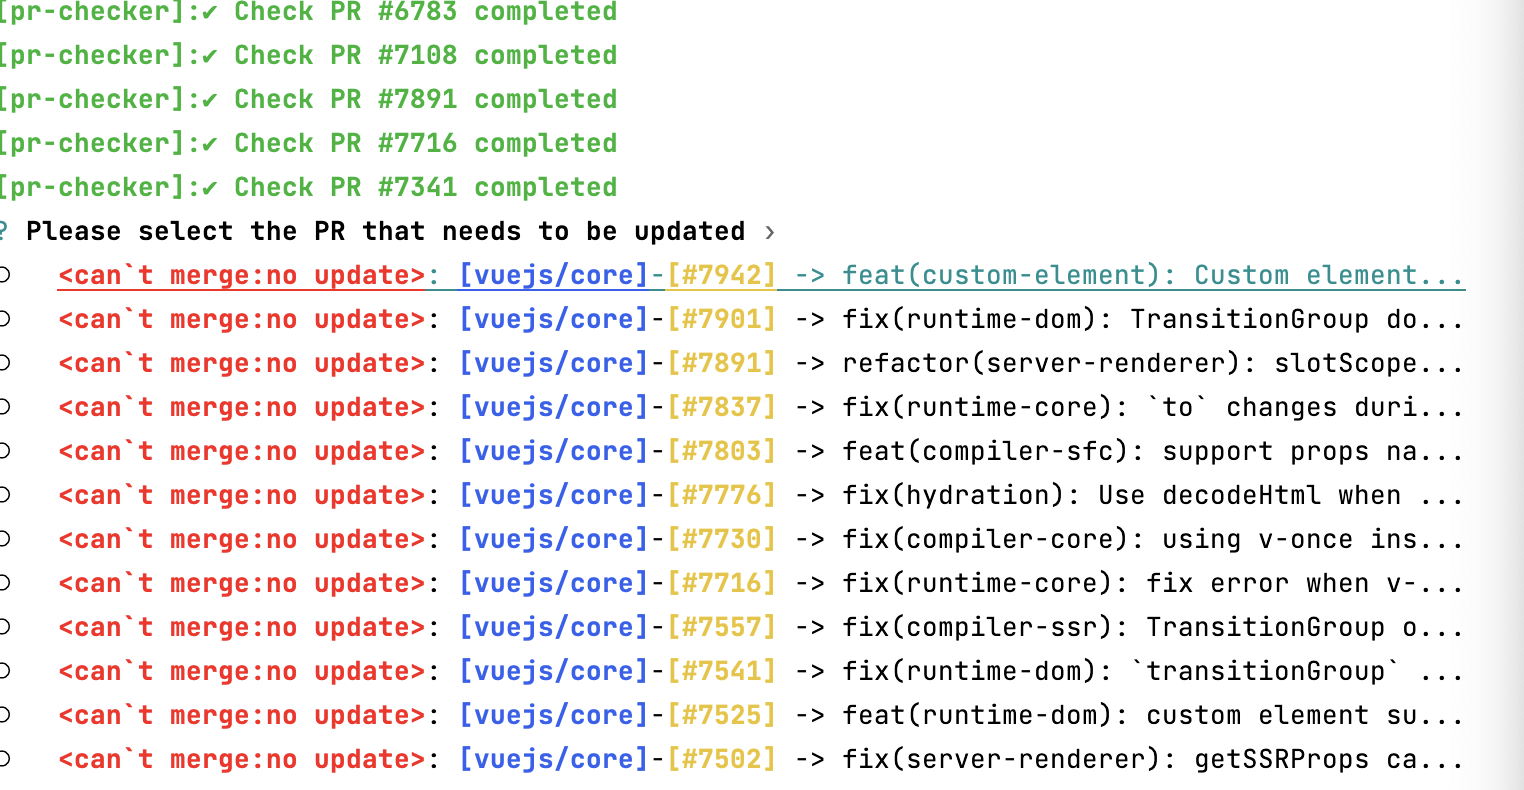 [pr-checker]:✔ Check PR #6783 completed
[pr-checker]:✔ Check PR #7108 completed
[pr-checker]:✔ Check PR #7891 completed
[pr-checker]:✔ Check PR #7716 completed
[pr-checker]:✔ Check PR #7341 completed
? Please select the PR that needs to be updated ›
<can`t merge:no update>: [vuejs/core]-[#7942] -> feat(custom-element): Custom element...
<can`t merge:no update>: [vuejs/core]-[#7901] -> fix(runtime-dom): TransitionGroup do...
<can`t merge:no update>: [vuejs/core]-[#7891] -> refactor(server-renderer): slotScope...
<can`t merge:no update>: [vuejs/core]-[#7837] -> fix(runtime-core): `to` changes duri...
<can`t merge:no update>: [vuejs/core]-[#7803] -> feat(compiler-sfc): support props na...
<can`t merge:no update>: [vuejs/core]-[#7776] -> fix(hydration): Use decodeHtml when ...
<can`t merge:no update>: [vuejs/core]-[#7730] -> fix(compiler-core): using v-once ins...
<can`t merge:no update>: [vuejs/core]-[#7716] -> fix(runtime-core): fix error when v-...
<can`t merge:no update>: [vuejs/core]-[#7557] -> fix(compiler-ssr): TransitionGroup o...
<can`t merge:no update>: [vuejs/core]-[#7541] -> fix(runtime-dom): `transitionGroup` ...
<can`t merge:no update>: [vuejs/core]-[#7525] -> feat(runtime-dom): custom element su...
<can`t merge:no update>: [vuejs/core]-[#7502] -> fix(server-renderer): getSSRProps ca...